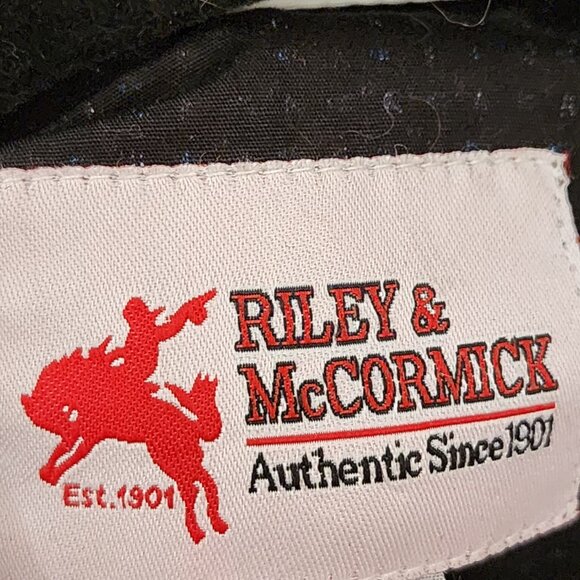 RILEY &
McCORMICK
Authentic Since 1901
Est.1901